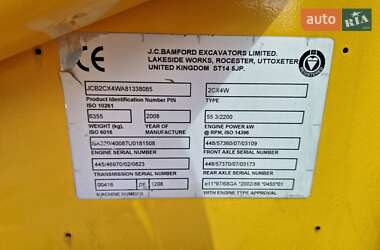 AUTO RIA.com
CE
J.C.BAMFORD EXCAVATORS LIMITED.
LAKESIDE WORKS, ROCESTER, UTTOXETER
UNITED KINGDOM ST14 5JP.
JCB2CX4WA81338085
2CX4W
Product Identification Number PIN
ISO 10261
TYPE
6355
2008
55.3/2200
WEIGHT (kg).
ISO 6016
YEAR OF
MANUFACTURE
ENGINE POWER kW
@ RPM, ISO 14396
448/57360/07/03109
ENGINE SERIAL NUMBER
FRONT AXLE SERIAL NUMBER
445/46970/02/0823
448/57370/07/03173
TRANSMISSION SERIAL NUMBER
REAR AXLE SERIAL NUMBER
00416
1208
MACHINE NUMBER
WITH ENGINE TYPE APPROVAL